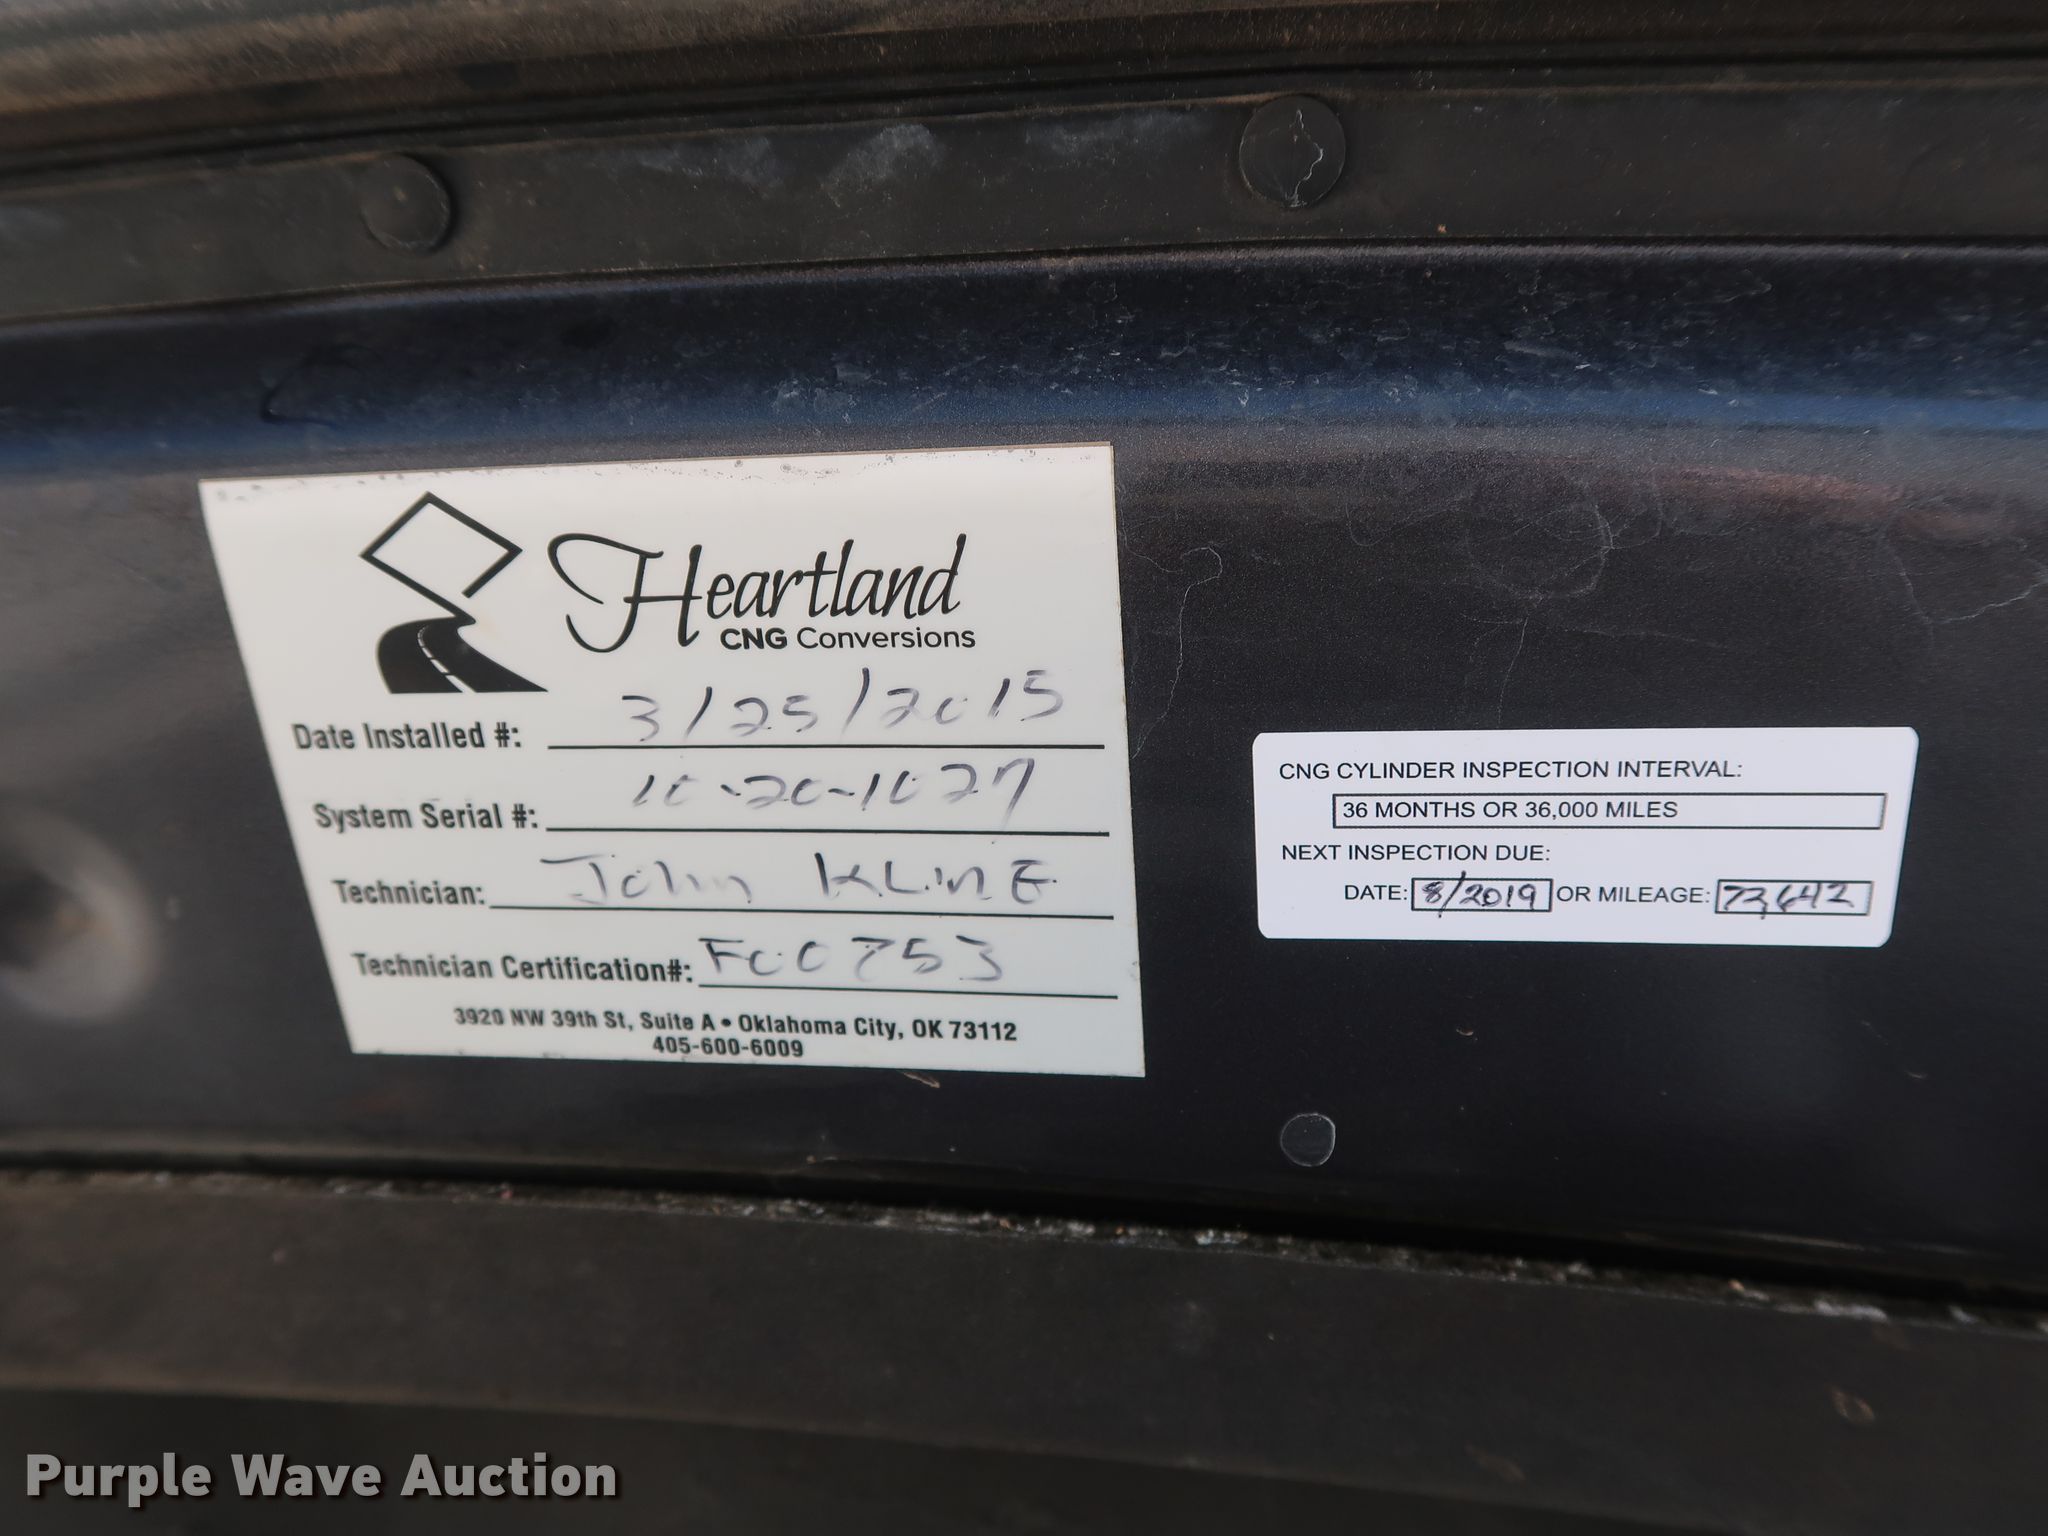 Heartland
CNG Conversions
Date Installed #: 3/25/2015
System Serial #: 10-20-1027
Technician: John KLINE
Technician Certification#: F00753
3920 NW 39th St, Suite A • Oklahoma City, OK 73112
405-600-6009
CNG CYLINDER INSPECTION INTERVAL:
36 MONTHS OR 36,000 MILES
NEXT INSPECTION DUE:
DATE: 8/2019 OR MILEAGE: 73,642
Purple Wave Auction